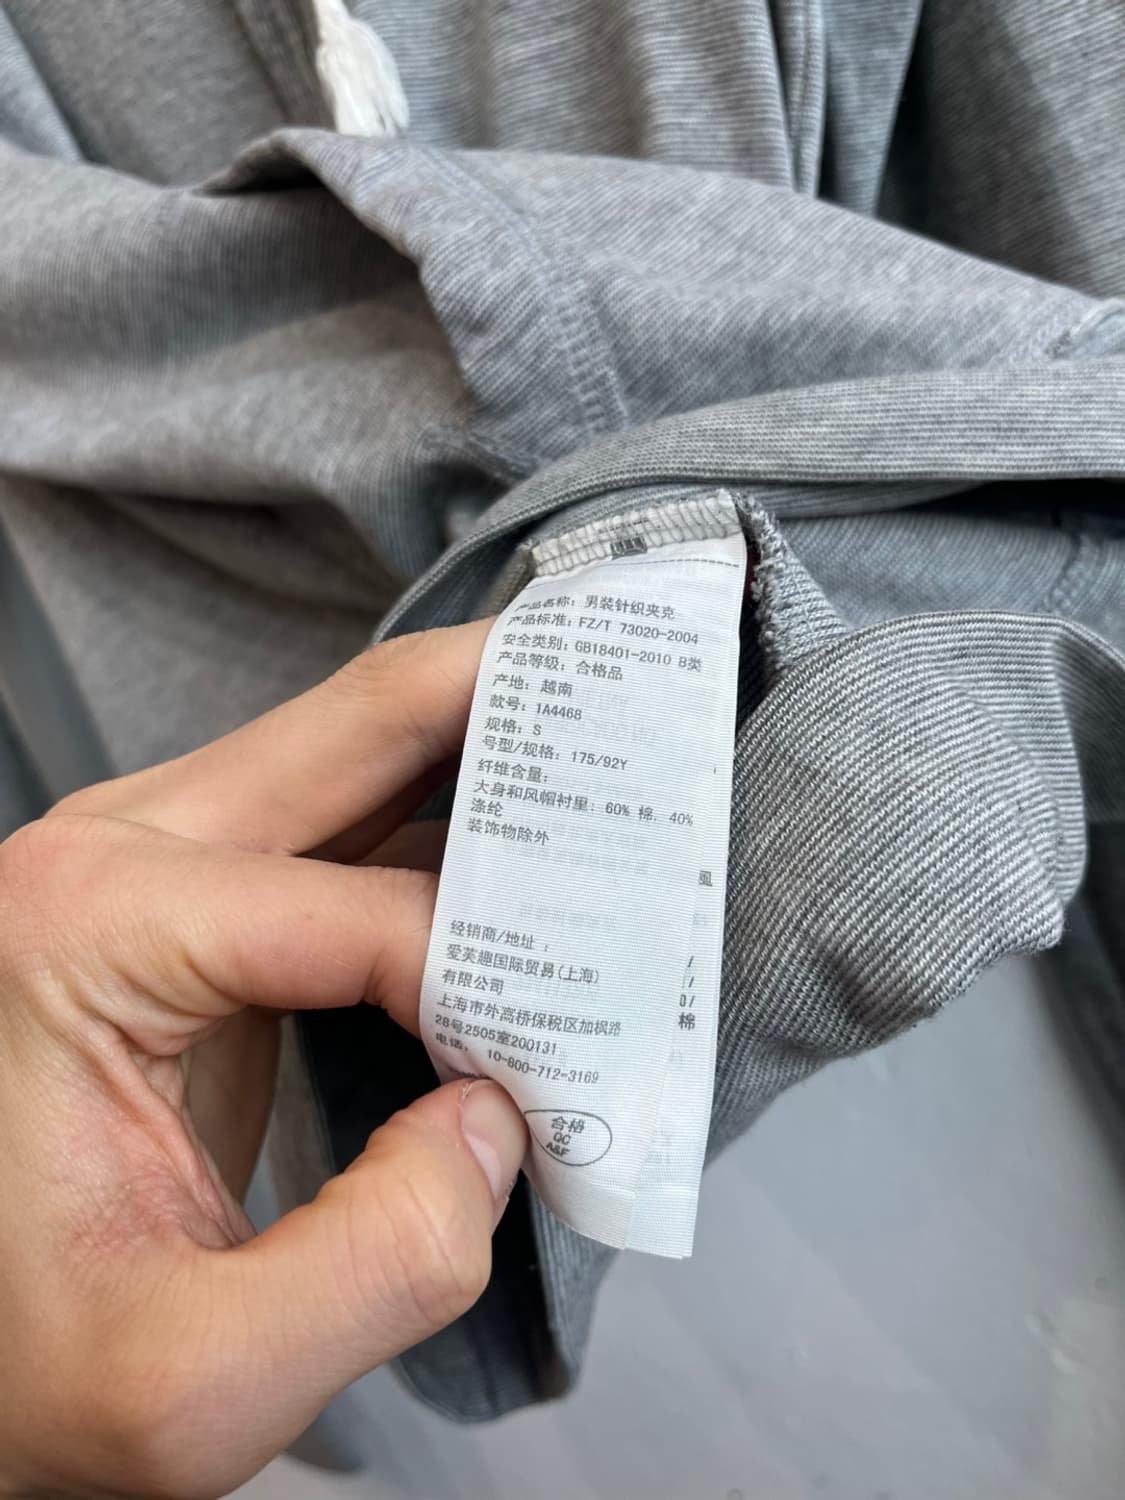 产品名称：男装针织夹克
产品标准：FZ/T 73020-2004
安全类别：GB18401-2010 B类
产品等级：合格品
产地：越南
款号：1A4468
规格：S
号型/规格：175/92Y
纤维含量：
大身和风帽衬里：60% 棉, 40%
涤纶
装饰物除外
经销商/地址 :
爱芙趣国际贸易(上海)
有限公司
上海市外高桥保税区加枫路
28号2505室200131
电话： 10-800-712-3169
合格
QC
A&F
風
/
/
0/
棉